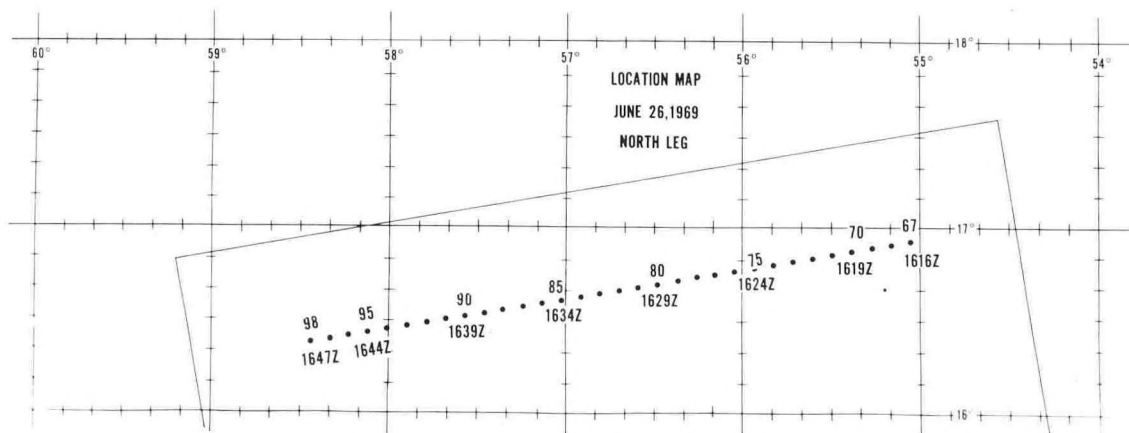 60° 59° 58° 57° 56° 55° 54°
18°
LOCATION MAP
JUNE 26,1969
NORTH LEG
17°
67
70
75
80
85
90
95
98
1616Z
1619Z
1624Z
1629Z
1634Z
1639Z
1644Z
1647Z
16°